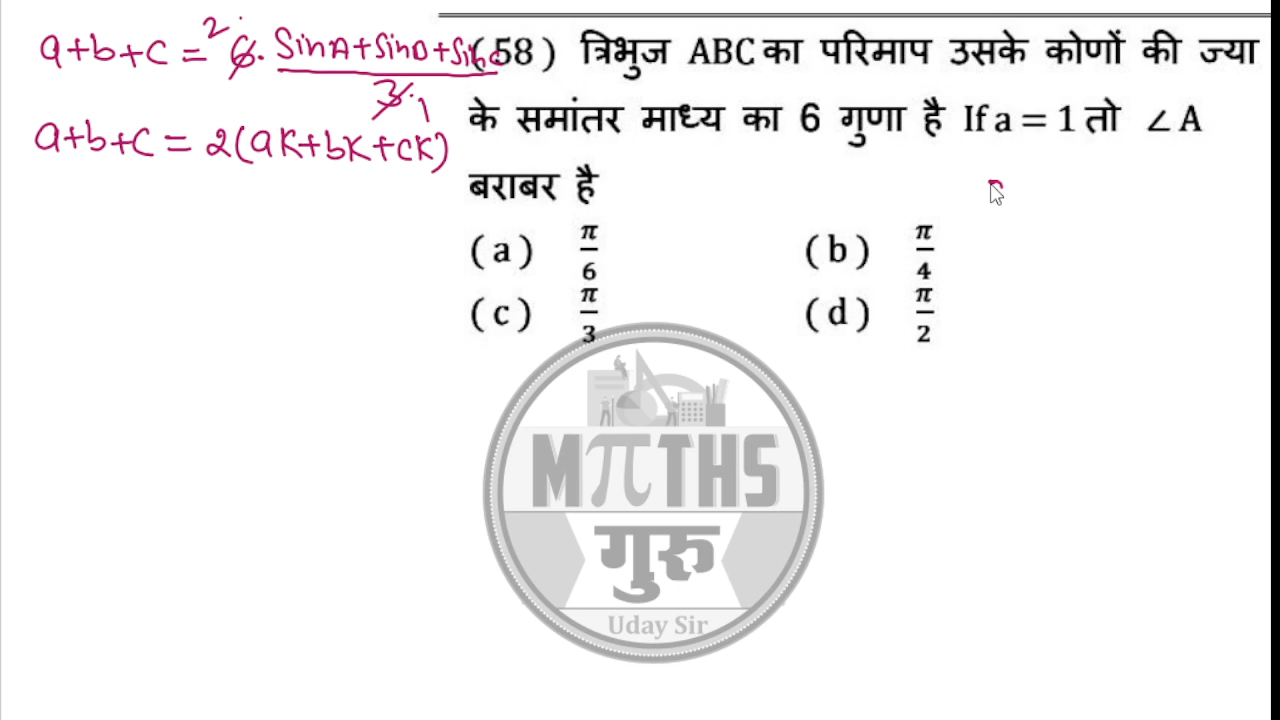 a+b+c = 2 6. SinA+SinB+SinC
3. 1
a+b+c = 2(aK+bK+cK)
(58) त्रिभुज ABC का परिमाप उसके कोणों की ज्या
के समांतर माध्य का 6 गुणा है If a = 1 तो ∠A
बराबर है
(a) π/6 (b) π/4
(c) π/3 (d) π/2
MπTHS
गुरु
Uday Sir